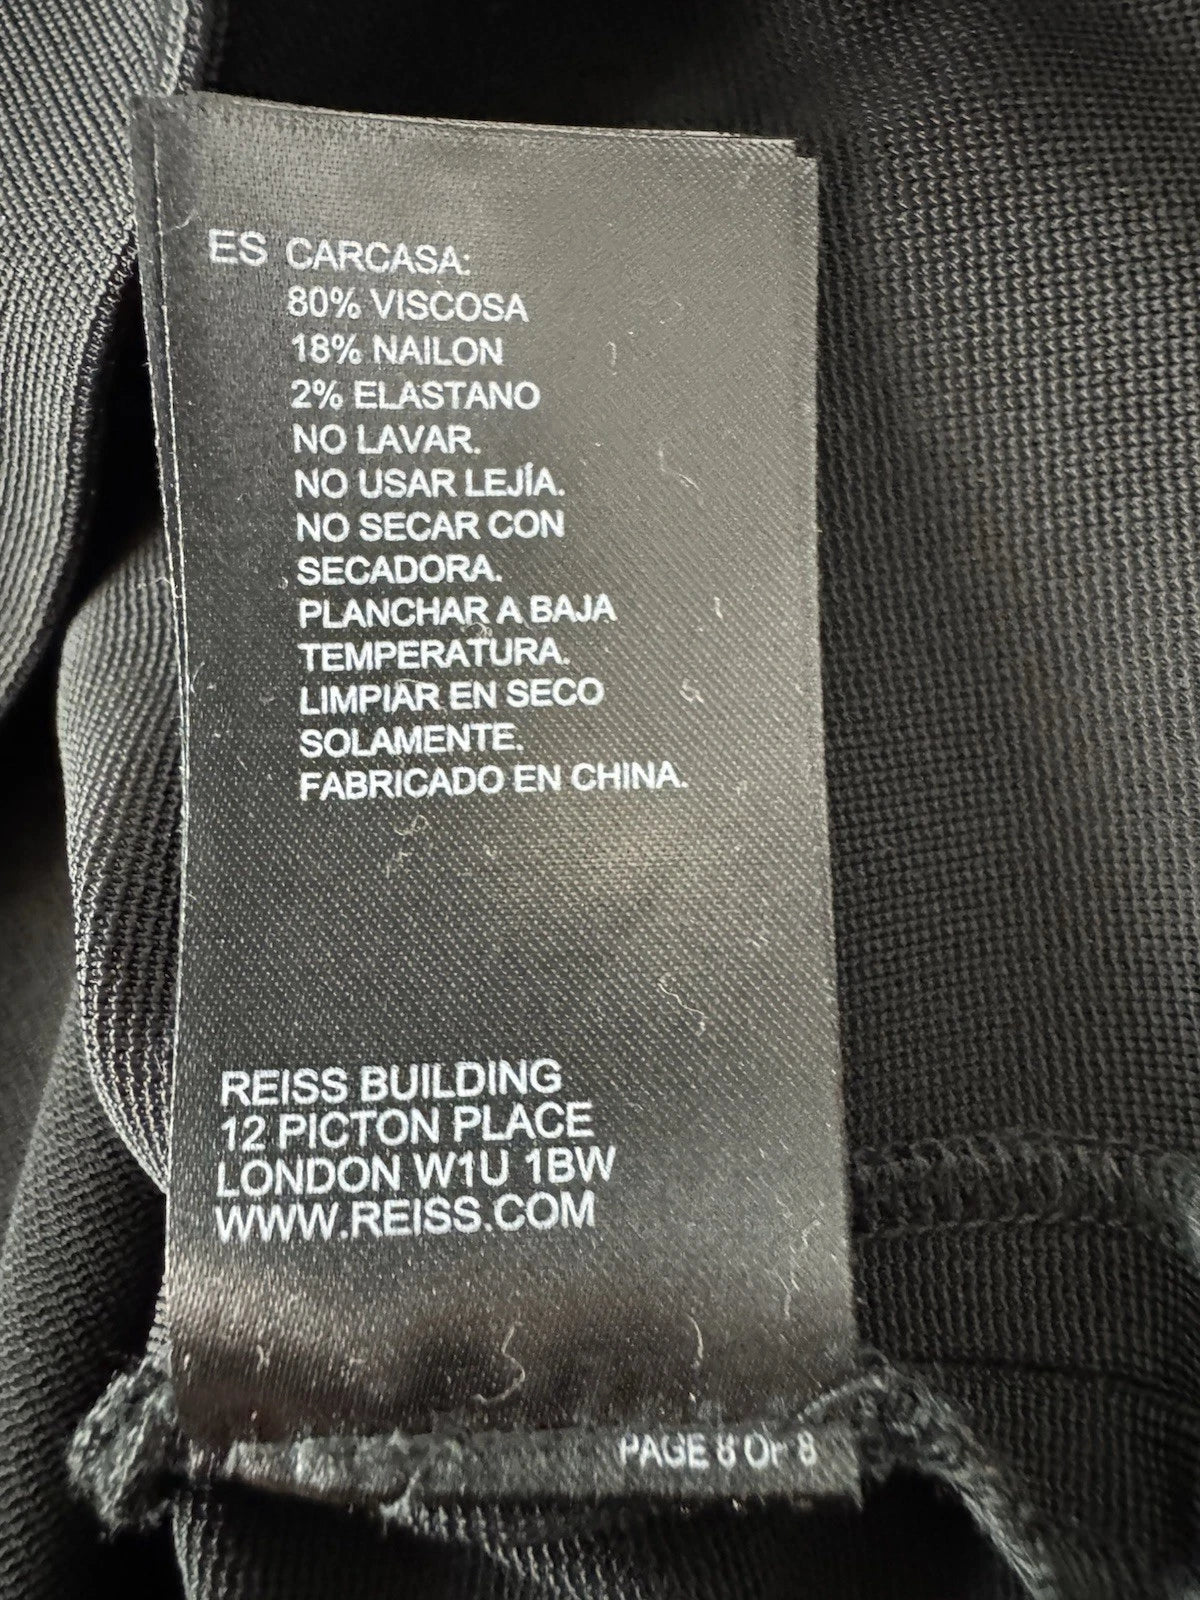 ES CARCASA:
80% VISCOSA
18% NAILON
2% ELASTANO
NO LAVAR.
NO USAR LEJÍA.
NO SECAR CON
SECADORA.
PLANCHAR A BAJA
TEMPERATURA.
LIMPIAR EN SECO
SOLAMENTE.
FABRICADO EN CHINA.
REISS BUILDING
12 PICTON PLACE
LONDON W1U 1BW
WWW.REISS.COM
PAGE 8 OF 8